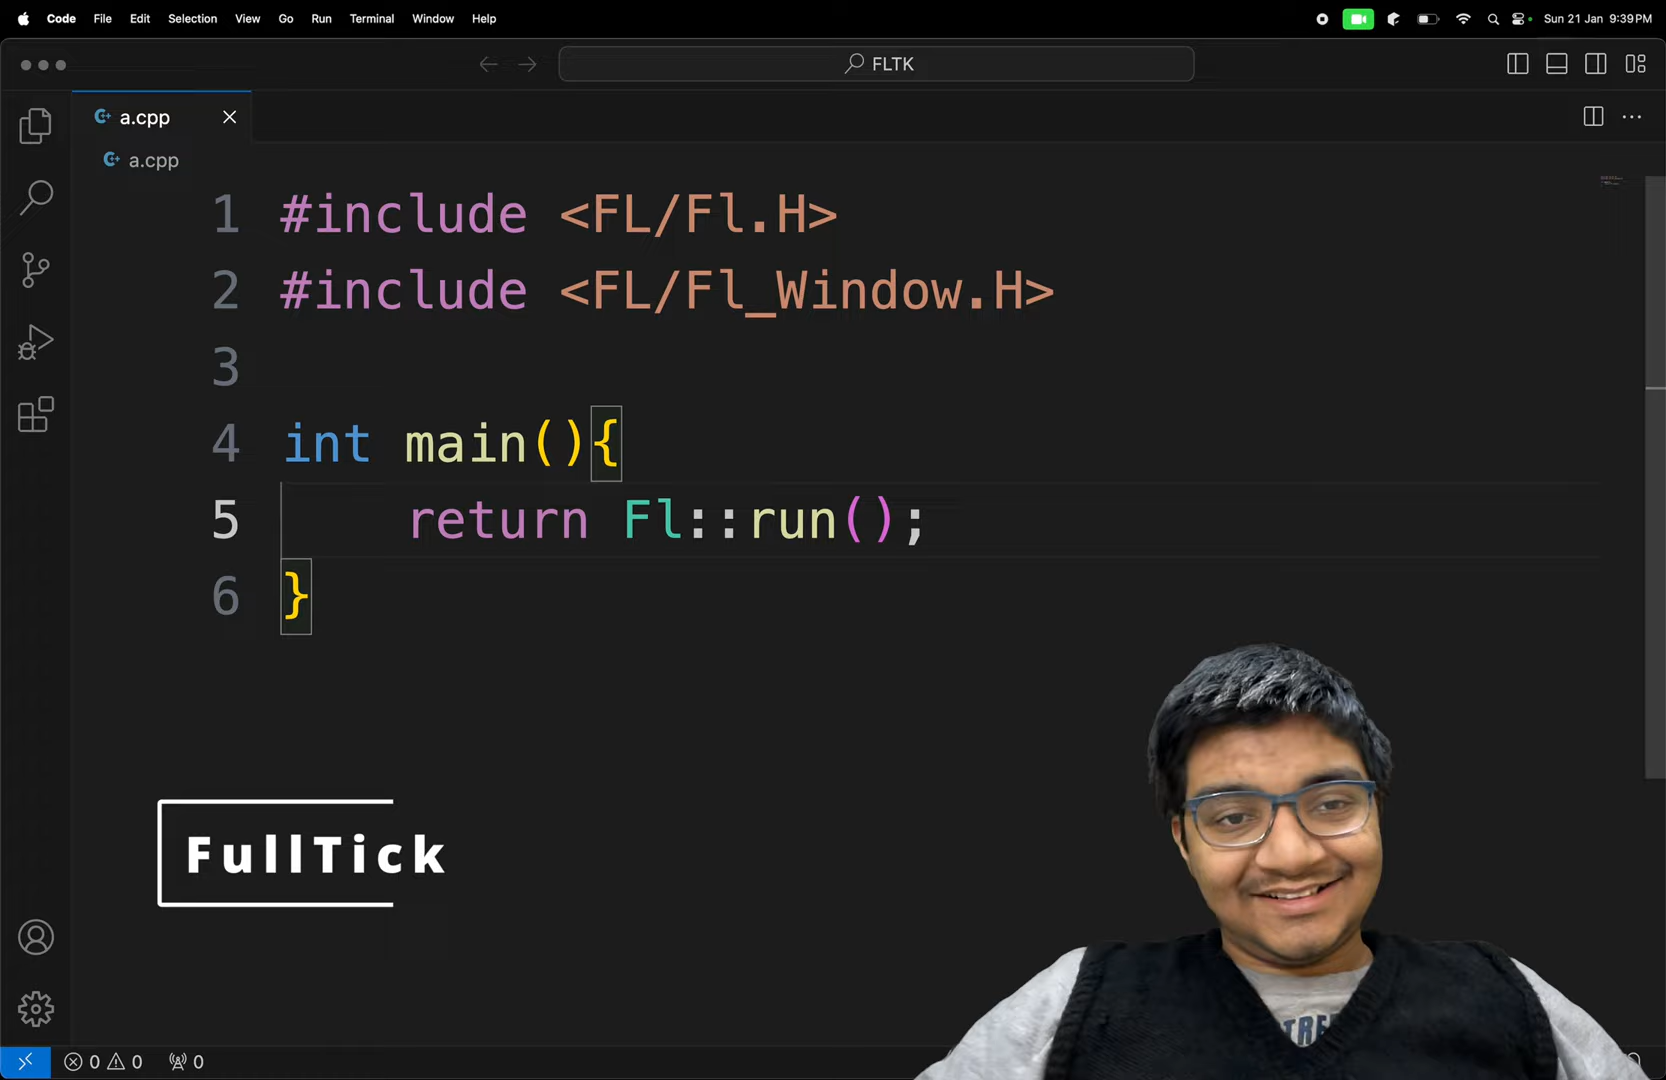 Code File Edit Selection View Go Run Terminal Window Help
Sun 21 Jan 9:39 PM
FLTK
a.cpp
a.cpp
1 #include <FL/Fl.H>
2 #include <FL/Fl_Window.H>
3
4 int main(){
5 return Fl::run();
6 }
FullTick
0 0 0